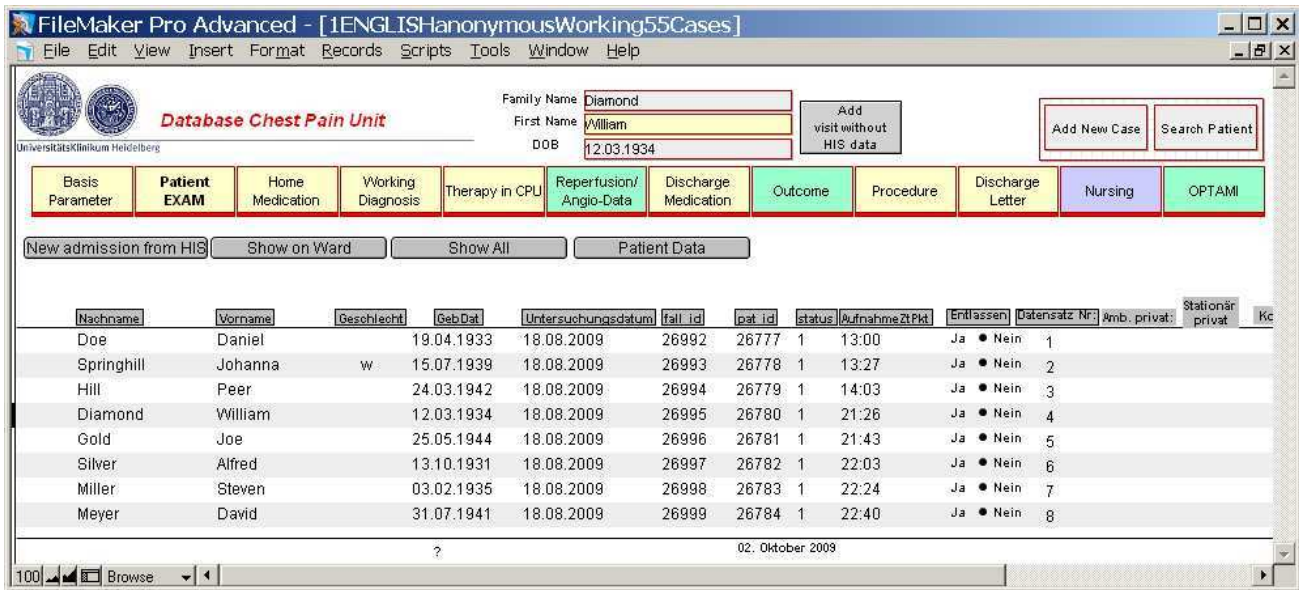 FileMaker Pro Advanced - [1ENGLISHanonymousWorking55Cases]
File Edit View Insert Format Records Scripts Tools Window Help
UniversitätsKlinikum Heidelberg
Database Chest Pain Unit
Family Name Diamond
First Name William
DOB 12.03.1934
Add
visit without
HIS data
Add New Case Search Patient
Basis Parameter Patient EXAM Home Medication Working Diagnosis Therapy in CPU Reperfusion/ Angio-Data Discharge Medication Outcome Procedure Discharge Letter Nursing OPTAMI
New admission from HIS Show on Ward Show All Patient Data
Nachname Vorname Geschlecht GebDat Untersuchungsdatum fall_id pat_id status AufnahmeZtPkt Entlassen Datensatz Nr: Amb. privat: Stationär privat Kc
Doe Daniel 19.04.1933 18.08.2009 26992 26777 1 13:00 Ja Nein 1
Springhill Johanna w 15.07.1939 18.08.2009 26993 26778 1 13:27 Ja Nein 2
Hill Peer 24.03.1942 18.08.2009 26994 26779 1 14:03 Ja Nein 3
Diamond William 12.03.1934 18.08.2009 26995 26780 1 21:26 Ja Nein 4
Gold Joe 25.05.1944 18.08.2009 26996 26781 1 21:43 Ja Nein 5
Silver Alfred 13.10.1931 18.08.2009 26997 26782 1 22:03 Ja Nein 6
Miller Steven 03.02.1935 18.08.2009 26998 26783 1 22:24 Ja Nein 7
Meyer David 31.07.1941 18.08.2009 26999 26784 1 22:40 Ja Nein 8
? 02. Oktober 2009
100 Browse